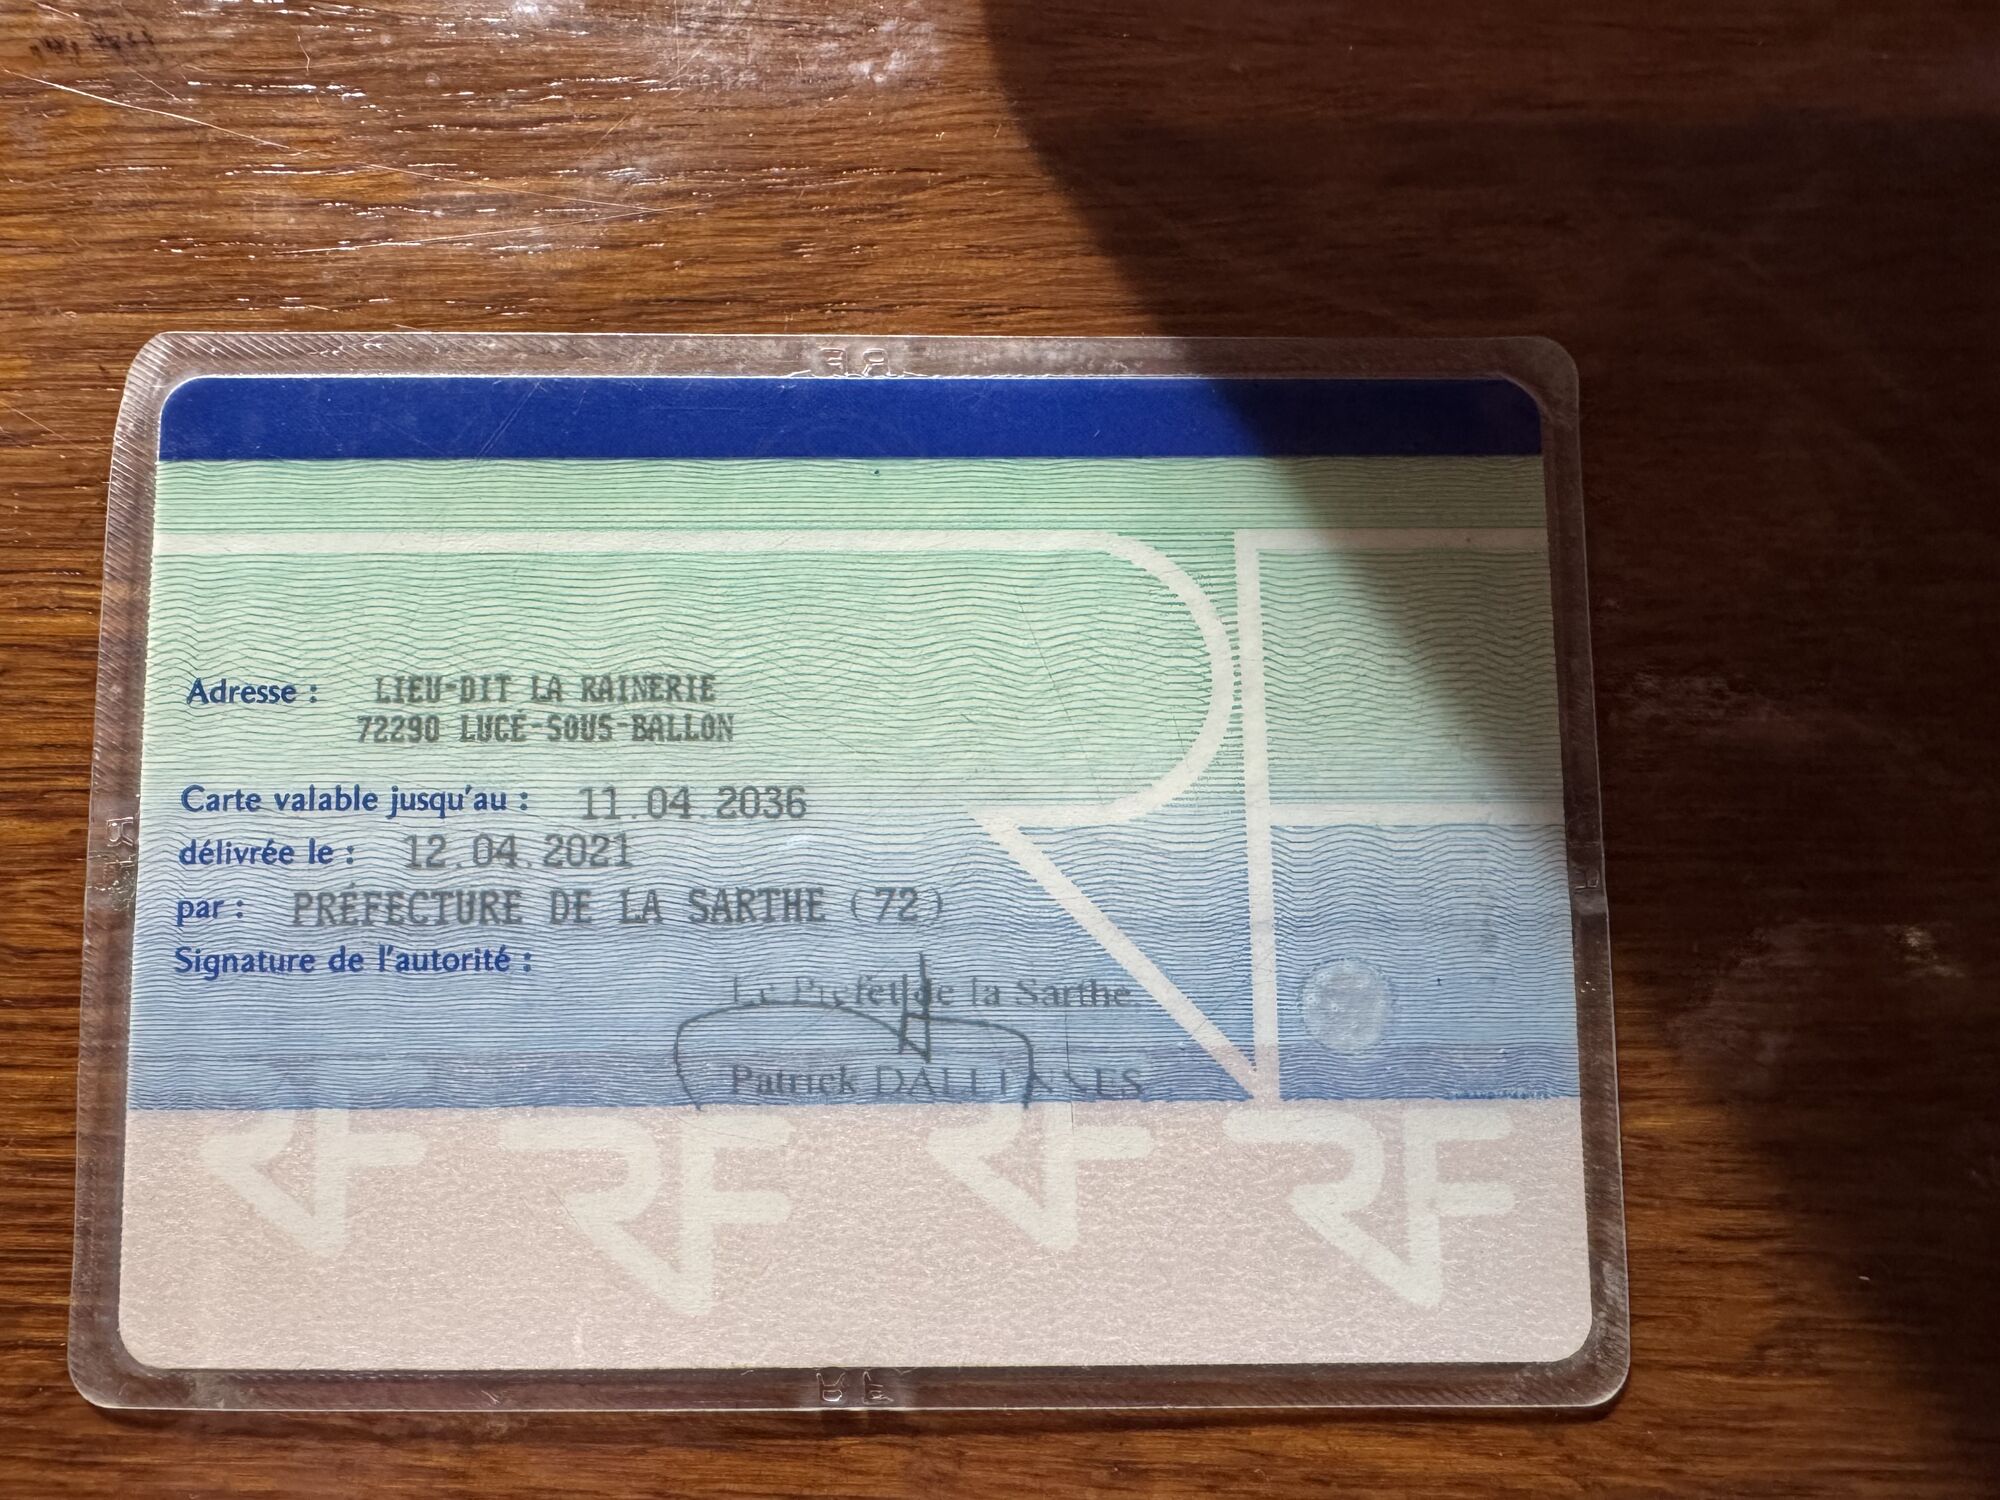 Adresse : LIEU-DIT LA RAINERIE
72290 LUCÉ-SOUS-BALLON
Carte valable jusqu'au : 11.04.2036
délivrée le : 12.04.2021
par : PRÉFECTURE DE LA SARTHE (72)
Signature de l'autorité :
Le Préfet de la Sarthe
Patrick DALLENNES
RF RF RF RF